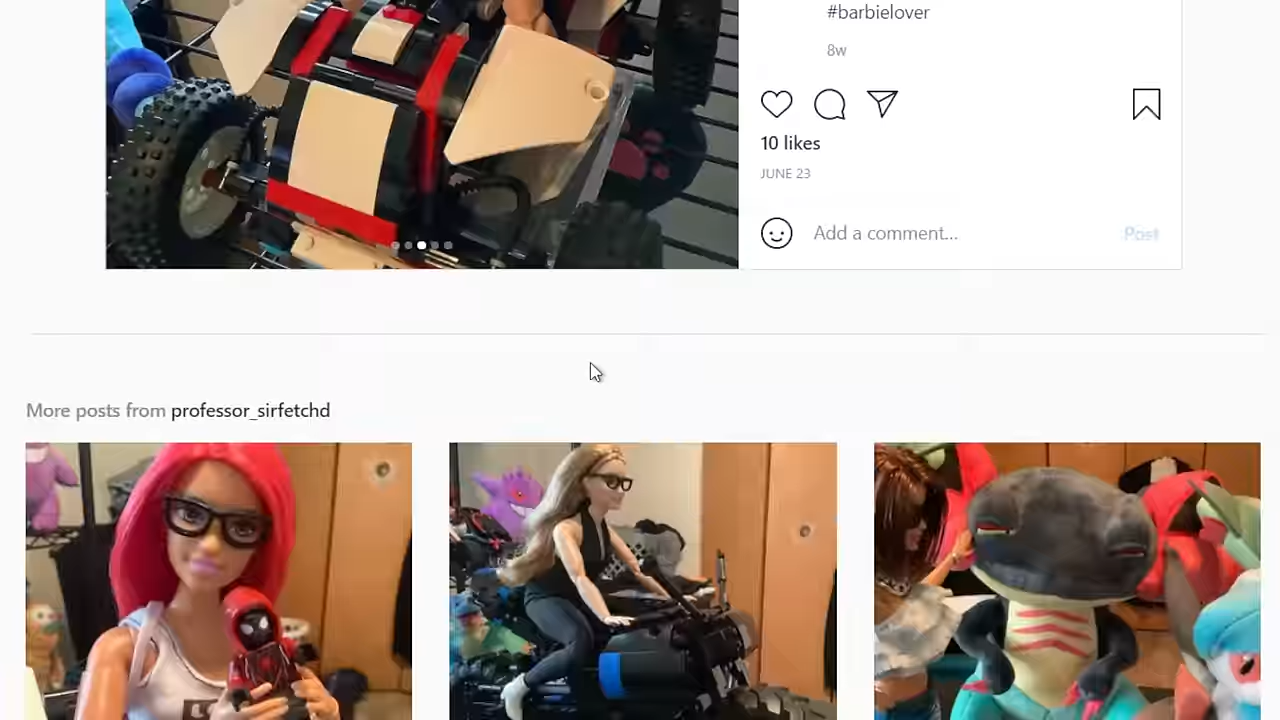 #barbielover
8w
10 likes
JUNE 23
Add a comment...
Post
More posts from professor_sirfetchd